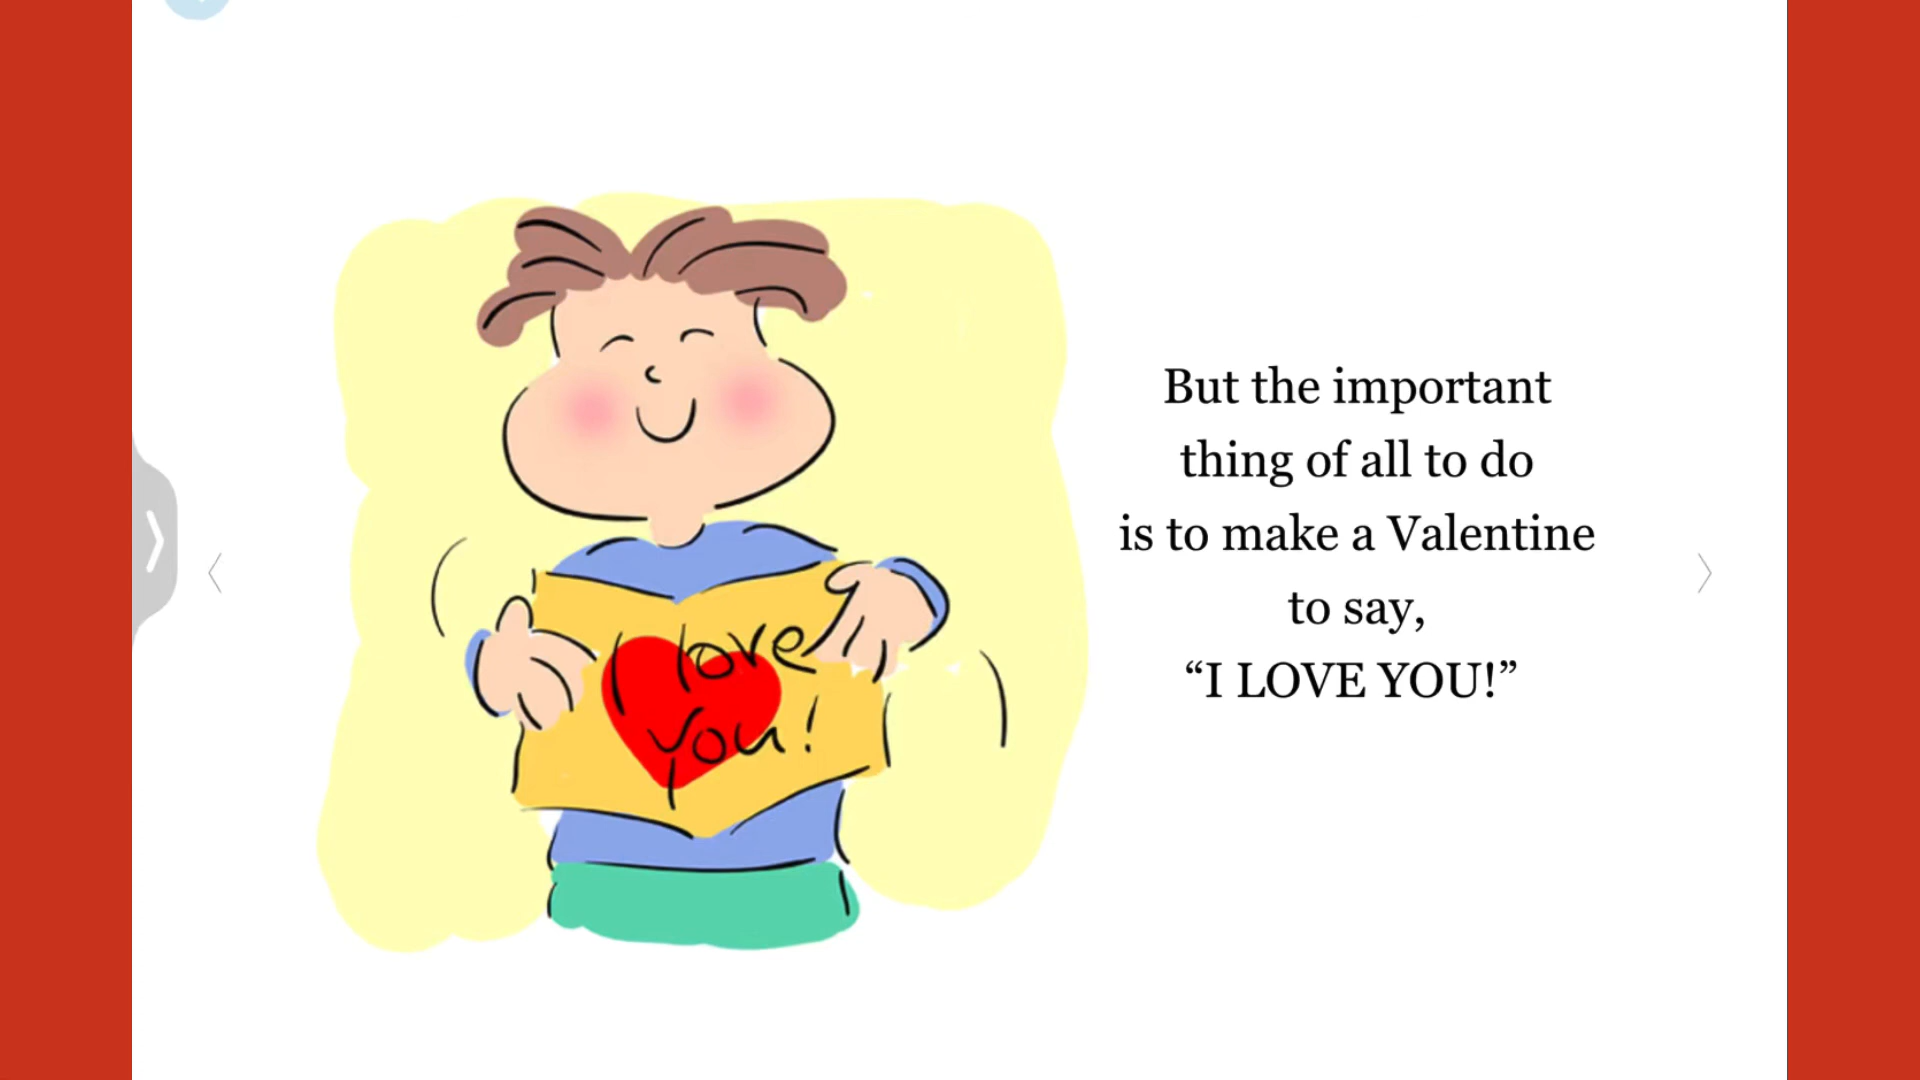 I love
you!
But the important
thing of all to do
is to make a Valentine
to say,
“I LOVE YOU!”